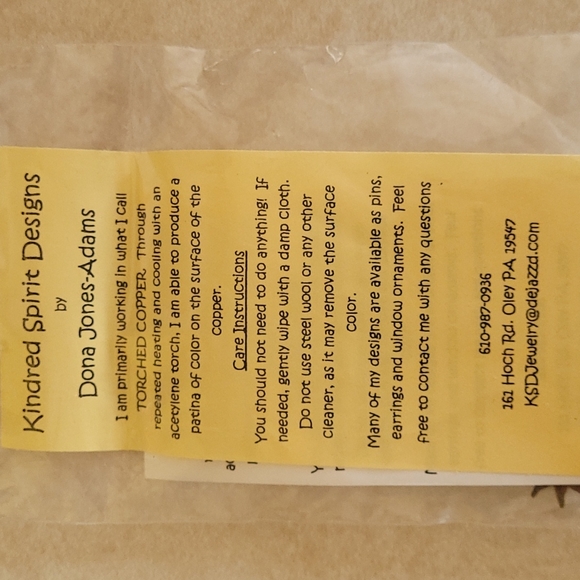 Kindred Spirit Designs
by
Dona Jones-Adams
I am primarily working in what I call
TORCHED COPPER. Through
repeated heating and cooling with an
acetylene torch, I am able to produce a
patina of color on the surface of the
copper.
Care Instructions
You should not need to do anything! If
needed, gently wipe with a damp cloth.
Do not use steel wool or any other
cleaner, as it may remove the surface
color.
Many of my designs are available as pins,
earrings and window ornaments. Feel
free to contact me with any questions
610-987-0936
161 Hoch Rd. Oley PA 19547
KSDJewelry@dejazzd.com